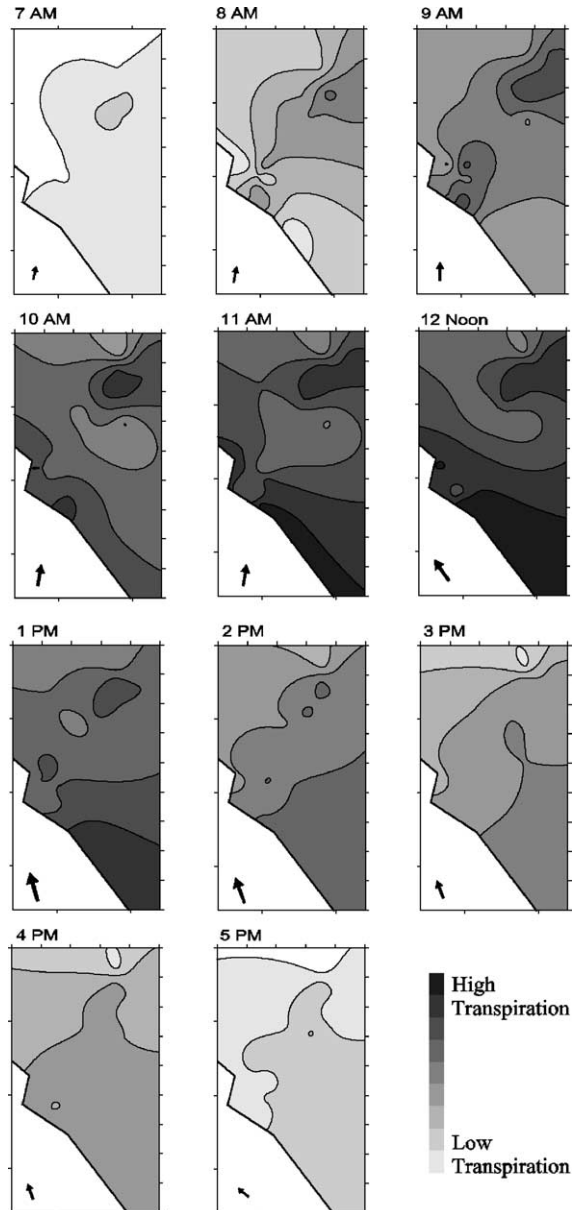 7 AM
8 AM
9 AM
10 AM
11 AM
12 Noon
1 PM
2 PM
3 PM
4 PM
5 PM
High
Transpiration
Low
Transpiration